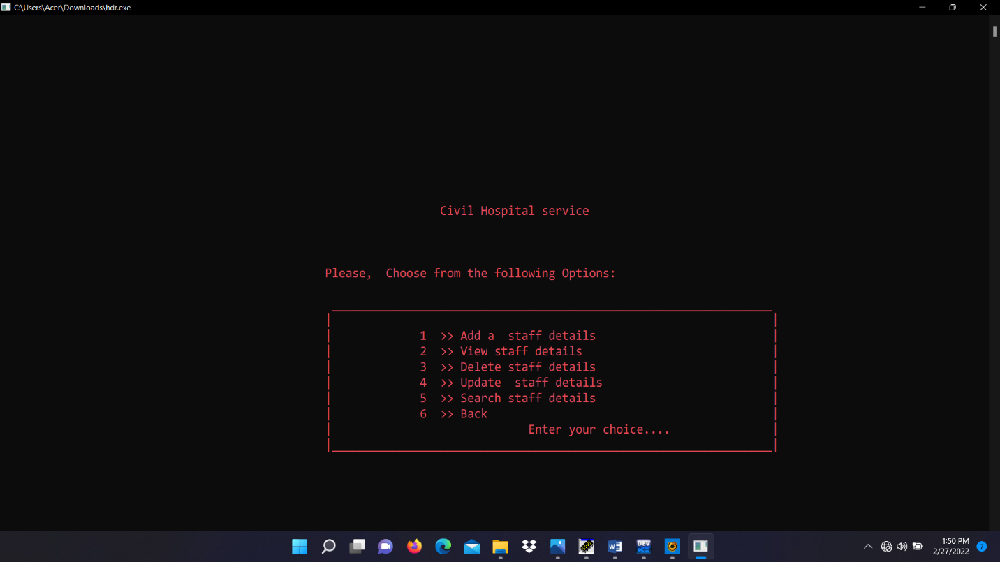 C:\Users\Acer\Downloads\hdr.exe
Civil Hospital service
Please,  Choose from the following Options:
1  >> Add a  staff details
2  >> View staff details
3  >> Delete staff details
4  >> Update  staff details
5  >> Search staff details
6  >> Back
Enter your choice....
DEV
1:50 PM
2/27/2022
7